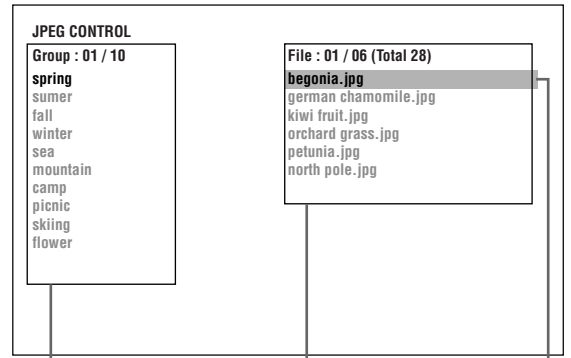 JPEG CONTROL
Group : 01 / 10
spring
sumer
fall
winter
sea
mountain
camp
picnic
skiing
flower
File : 01 / 06 (Total 28)
begonia.jpg
german chamomile.jpg
kiwi fruit.jpg
orchard grass.jpg
petunia.jpg
north pole.jpg